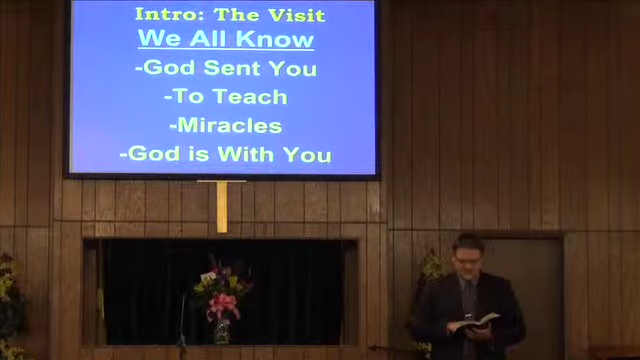 Intro: The Visit
We All Know
-God Sent You
-To Teach
-Miracles
-God is With You